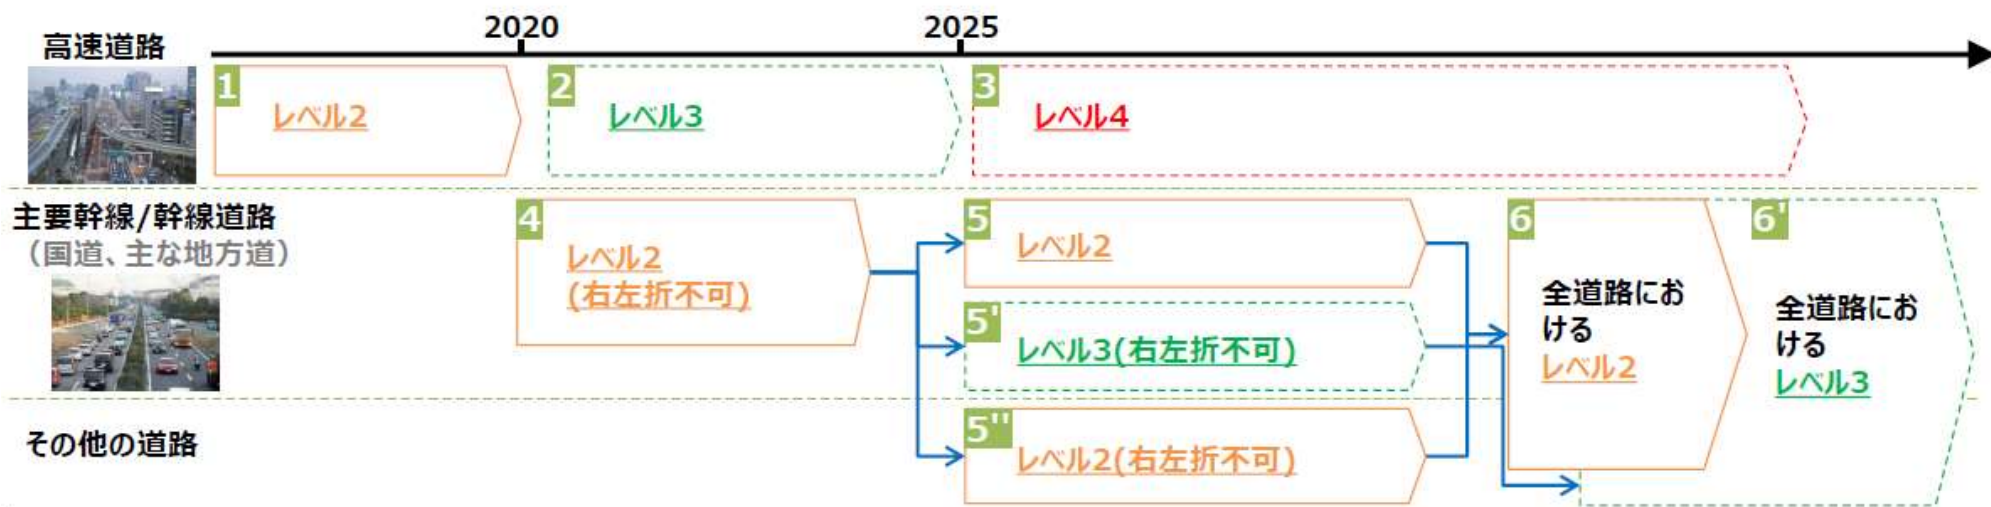 2020
2025
高速道路
1
レベル2
2
レベル3
3
レベル4
主要幹線/幹線道路
（国道、主な地方道）
4
レベル2
(右左折不可)
5
レベル2
5'
レベル3(右左折不可)
6
全道路にお
ける
レベル2
6'
全道路にお
ける
レベル3
その他の道路
5''
レベル2(右左折不可)